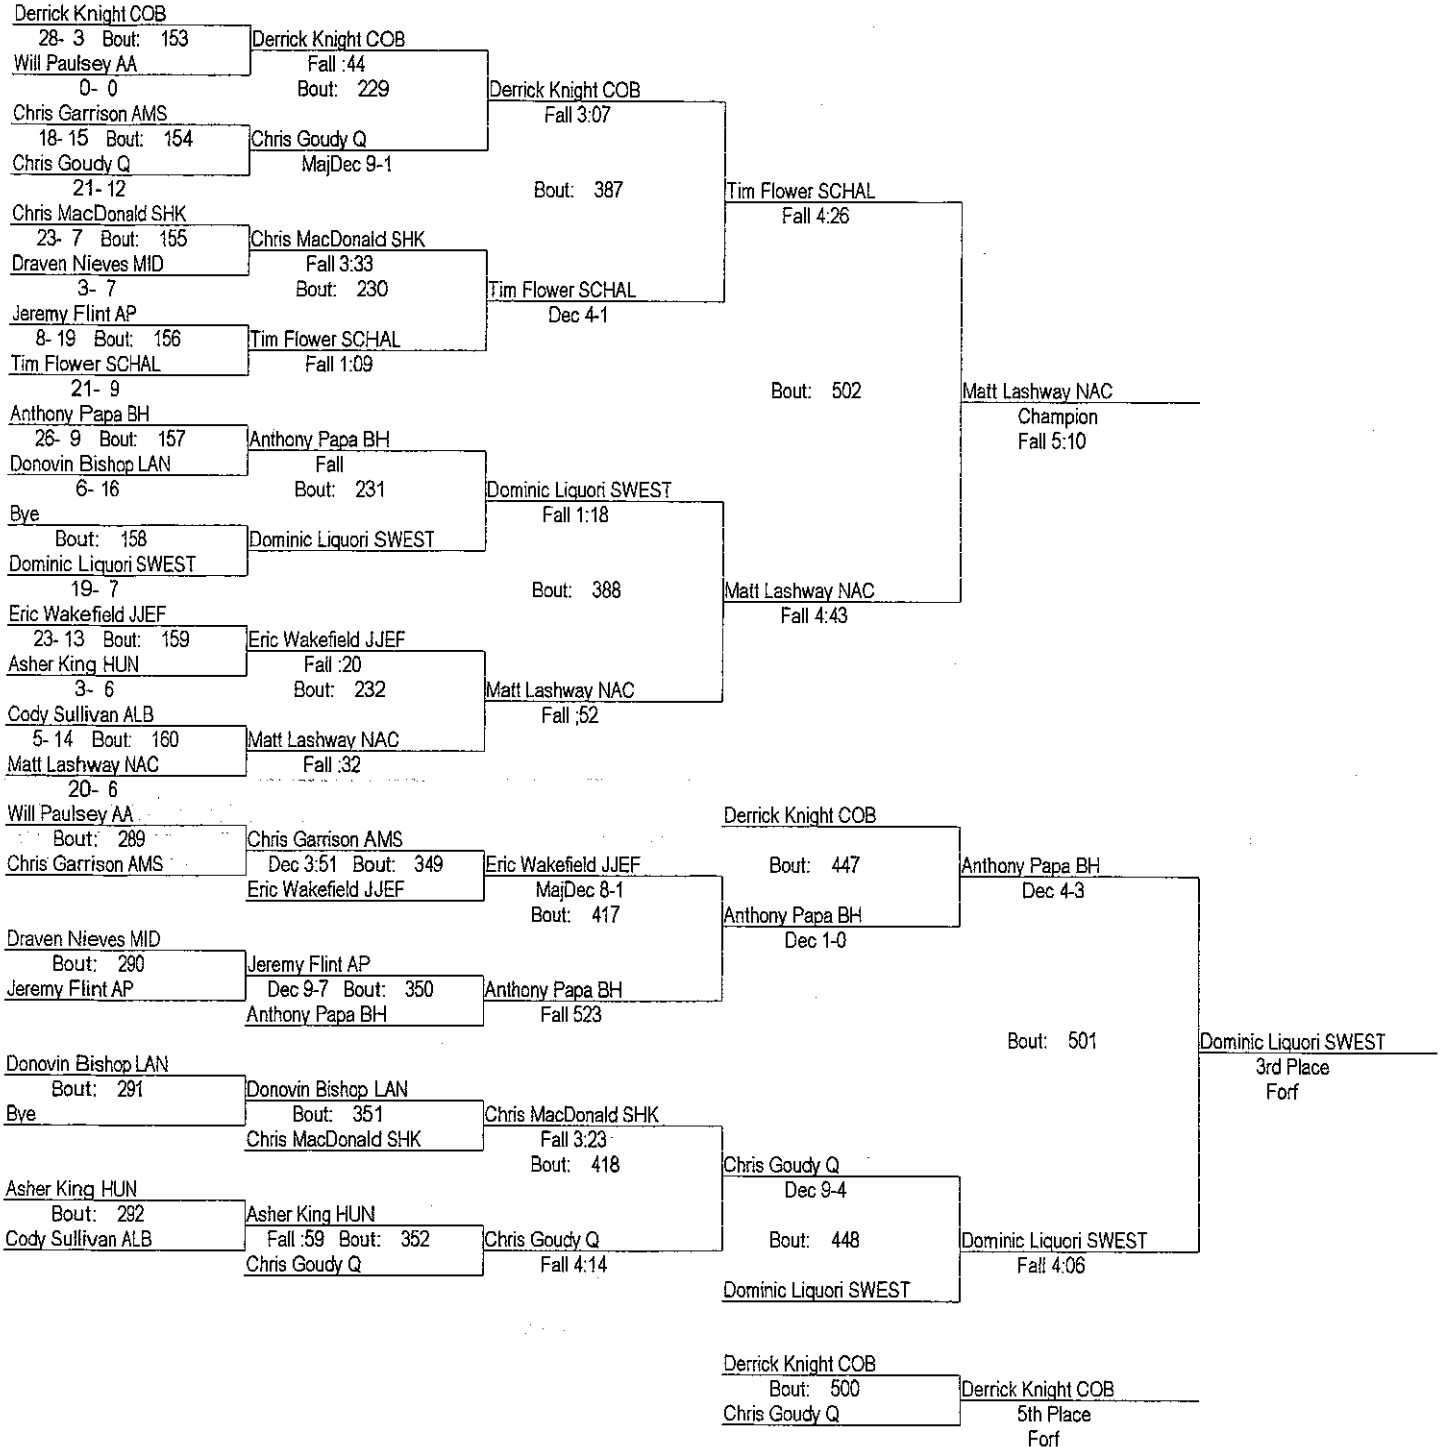 Derrick Knight COB
28- 3 Bout: 153
Will Paulsey AA
0- 0
Chris Garrison AMS
18- 15 Bout: 154
Chris Goudy Q
21- 12
Chris MacDonald SHK
23- 7 Bout: 155
Draven Nieves MID
3- 7
Jeremy Flint AP
8- 19 Bout: 156
Tim Flower SCHAL
21- 9
Anthony Papa BH
26- 9 Bout: 157
Donovin Bishop LAN
6- 16
Bye
Bout: 158
Dominic Liquori SWEST
19- 7
Eric Wakefield JJEF
23- 13 Bout: 159
Asher King HUN
3- 6
Cody Sullivan ALB
5- 14 Bout: 160
Matt Lashway NAC
20- 6
Derrick Knight COB
Fall :44
Bout: 229
Chris Goudy Q
MajDec 9-1
Chris MacDonald SHK
Fall 3:33
Bout: 230
Tim Flower SCHAL
Fall 1:09
Anthony Papa BH
Fall
Bout: 231
Dominic Liquori SWEST
Eric Wakefield JJEF
Fall :20
Bout: 232
Matt Lashway NAC
Fall :32
Derrick Knight COB
Fall 3:07
Bout: 387
Tim Flower SCHAL
Dec 4-1
Dominic Liquori SWEST
Fall 1:18
Bout: 388
Matt Lashway NAC
Fall ;52
Tim Flower SCHAL
Fall 4:26
Bout: 502
Matt Lashway NAC
Fall 4:43
Matt Lashway NAC
Champion
Fall 5:10
Will Paulsey AA
Bout: 289
Chris Garrison AMS
Draven Nieves MID
Bout: 290
Jeremy Flint AP
Donovin Bishop LAN
Bout: 291
Bye
Asher King HUN
Bout: 292
Cody Sullivan ALB
Chris Garrison AMS
Dec 3:51 Bout: 349
Eric Wakefield JJEF
Jeremy Flint AP
Dec 9-7 Bout: 350
Anthony Papa BH
Donovin Bishop LAN
Bout: 351
Chris MacDonald SHK
Asher King HUN
Fall :59 Bout: 352
Chris Goudy Q
Eric Wakefield JJEF
MajDec 8-1
Bout: 417
Anthony Papa BH
Fall 523
Chris MacDonald SHK
Fall 3:23
Bout: 418
Chris Goudy Q
Fall 4:14
Derrick Knight COB
Bout: 447
Anthony Papa BH
Dec 1-0
Chris Goudy Q
Dec 9-4
Bout: 448
Dominic Liquori SWEST
Anthony Papa BH
Dec 4-3
Bout: 501
Dominic Liquori SWEST
Fall 4:06
Dominic Liquori SWEST
3rd Place
Forf
Derrick Knight COB
Bout: 500
Chris Goudy Q
Derrick Knight COB
5th Place
Forf